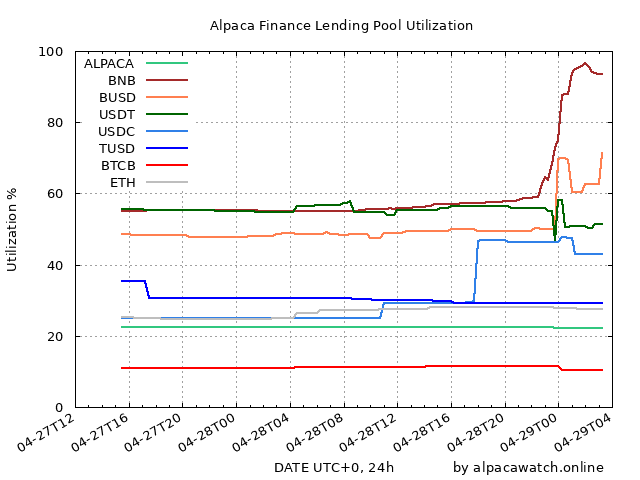 Alpaca Finance Lending Pool Utilization
100
80
60
40
20
0
Utilization %
ALPACA
BNB
BUSD
USDT
USDC
TUSD
BTCB
ETH
04-27T12
04-27T16
04-27T20
04-28T00
04-28T04
04-28T08
04-28T12
04-28T16
04-28T20
04-29T00
04-29T04
DATE UTC+0, 24h
by alpacawatch.online